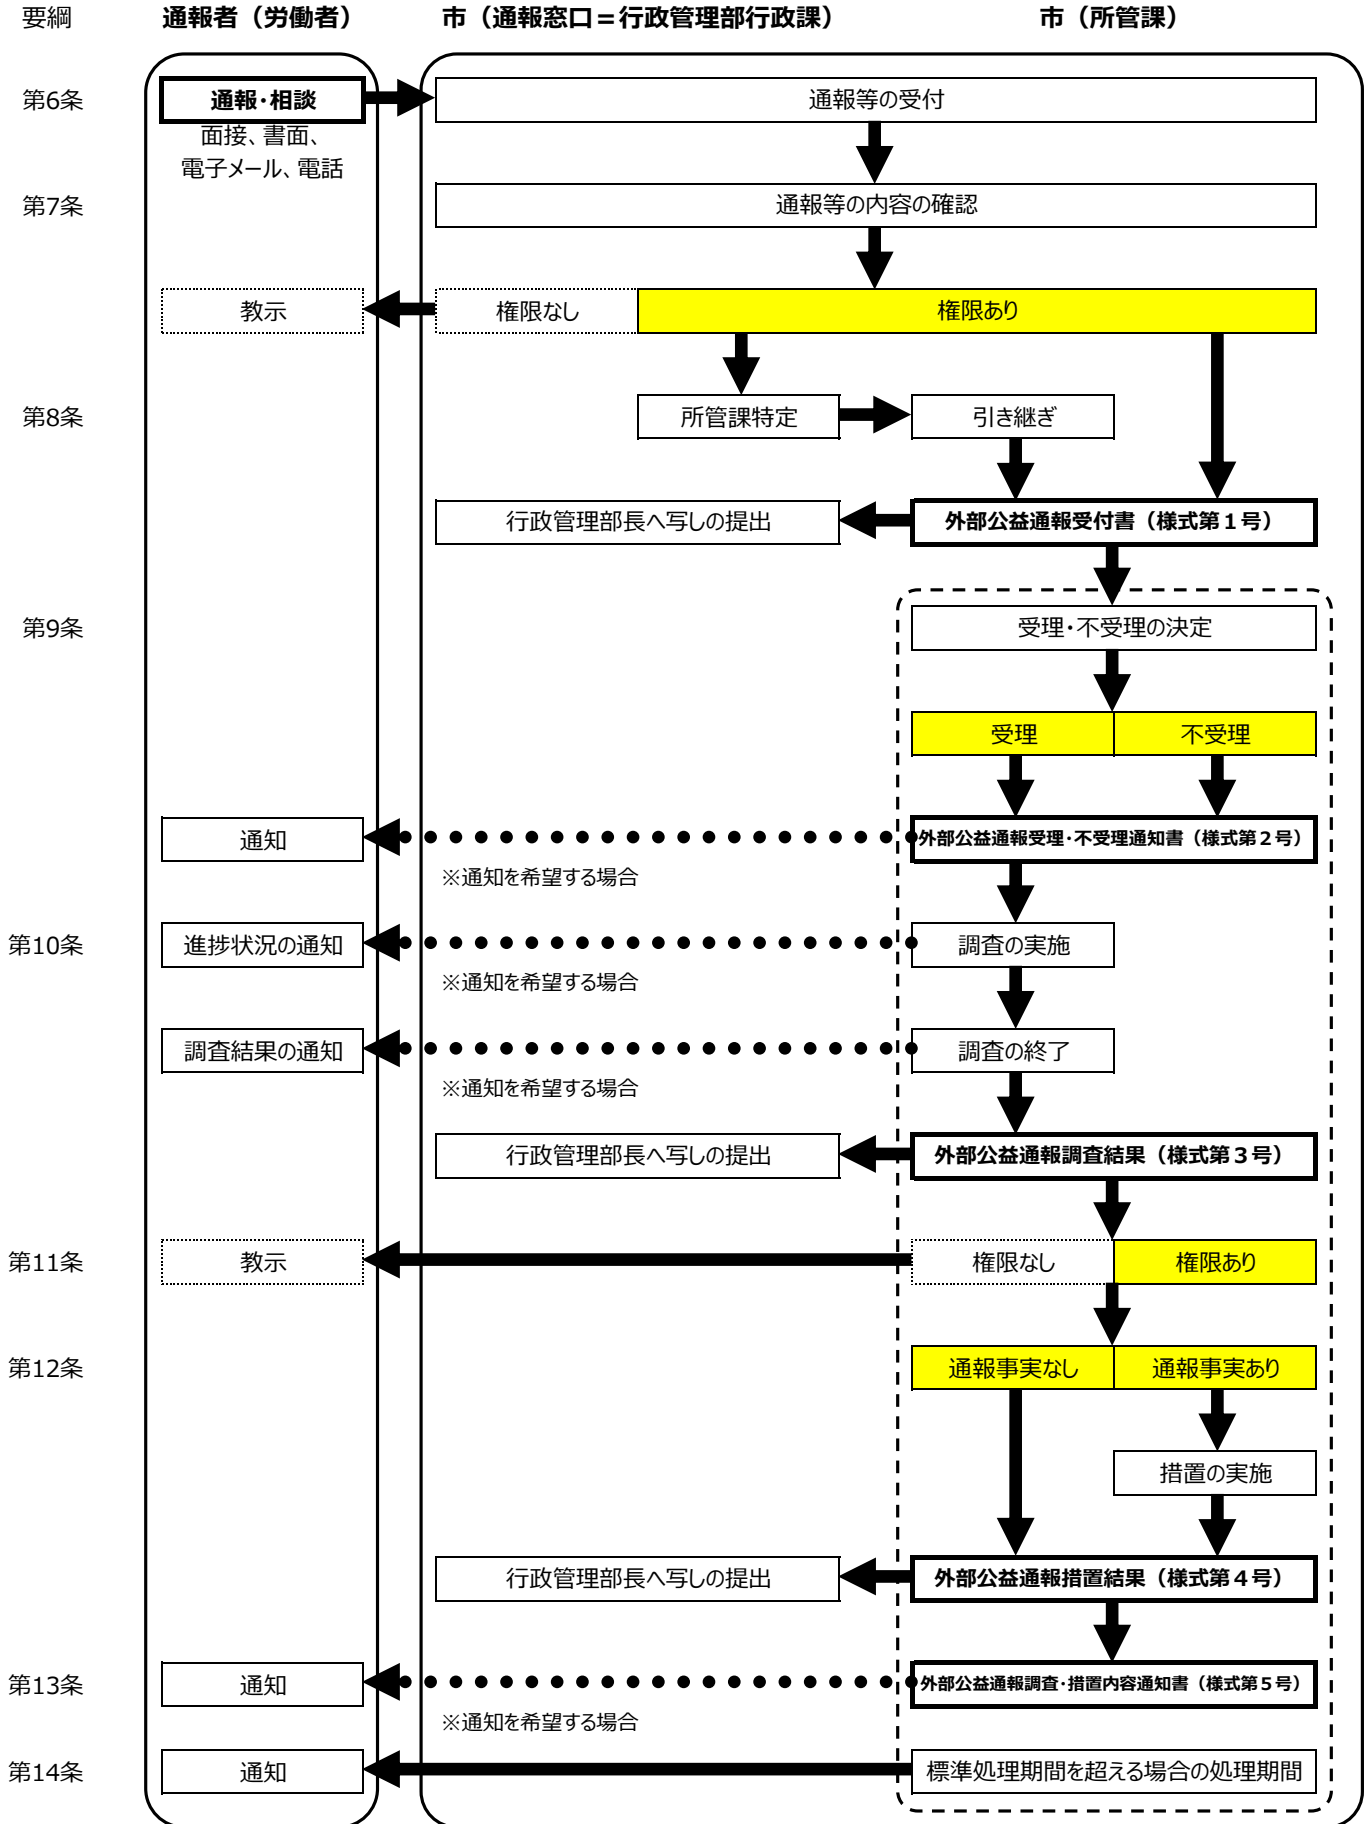 要綱 通報者（労働者） 市（通報窓口＝行政管理部行政課） 市（所管課）
第6条 通報・相談 通報等の受付
面接、書面、
電子メール、電話
第7条 通報等の内容の確認
教示 権限なし 権限あり
第8条 所管課特定 引き継ぎ
行政管理部長へ写しの提出 外部公益通報受付書（様式第１号）
第9条 受理・不受理の決定
受理 不受理
通知 外部公益通報受理・不受理通知書（様式第２号）
※通知を希望する場合
第10条 進捗状況の通知 調査の実施
※通知を希望する場合
調査結果の通知 調査の終了
※通知を希望する場合
行政管理部長へ写しの提出 外部公益通報調査結果（様式第３号）
第11条 教示 権限なし 権限あり
第12条 通報事実なし 通報事実あり
措置の実施
行政管理部長へ写しの提出 外部公益通報措置結果（様式第４号）
第13条 通知 外部公益通報調査・措置内容通知書（様式第５号）
※通知を希望する場合
第14条 通知 標準処理期間を超える場合の処理期間